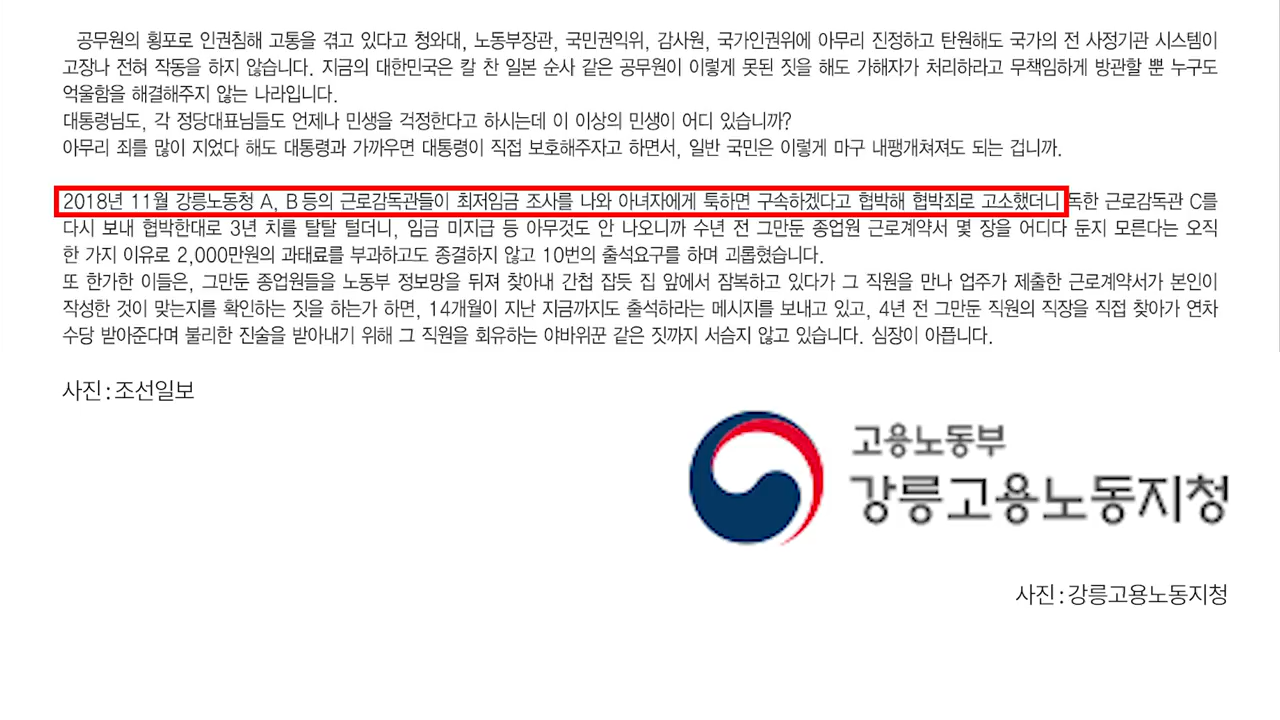 공무원의 횡포로 인권침해 고통을 겪고 있다고 청와대, 노동부장관, 국민권익위, 감사원, 국가인권위에 아무리 진정하고 탄원해도 국가의 전 사정기관 시스템이
고장나 전혀 작동을 하지 않습니다. 지금의 대한민국은 칼 찬 일본 순사 같은 공무원이 이렇게 못된 짓을 해도 가해자가 처리하라고 무책임하게 방관할 뿐 누구도
억울함을 해결해주지 않는 나라입니다.
대통령님도, 각 정당대표님들도 언제나 민생을 걱정한다고 하시는데 이 이상의 민생이 어디 있습니까?
아무리 죄를 많이 지었다 해도 대통령과 가까우면 대통령이 직접 보호해주자고 하면서, 일반 국민은 이렇게 마구 내팽개쳐져도 되는 겁니까.
2018년 11월 강릉노동청 A, B 등의 근로감독관들이 최저임금 조사를 나와 아녀자에게 툭하면 구속하겠다고 협박해 협박죄로 고소했더니 독한 근로감독관 C를
다시 보내 협박한대로 3년 치를 탈탈 털더니, 임금 미지급 등 아무것도 안 나오니까 수년 전 그만둔 종업원 근로계약서 몇 장을 어디다 둔지 모른다는 오직
한 가지 이유로 2,000만원의 과태료를 부과하고도 종결하지 않고 10번의 출석요구를 하며 괴롭혔습니다.
또 한가한 이들은, 그만둔 종업원들을 노동부 정보망을 뒤져 찾아내 간첩 잡듯 집 앞에서 잠복하고 있다가 그 직원을 만나 업주가 제출한 근로계약서가 본인이
작성한 것이 맞는지를 확인하는 짓을 하는가 하면, 14개월이 지난 지금까지도 출석하라는 메시지를 보내고 있고, 4년 전 그만둔 직원의 직장을 직접 찾아가 연차
수당 받아준다며 불리한 진술을 받아내기 위해 그 직원을 회유하는 야바위꾼 같은 짓까지 서슴지 않고 있습니다. 심장이 아픕니다.
사진 : 조선일보
고용노동부
강릉고용노동지청
사진 : 강릉고용노동지청